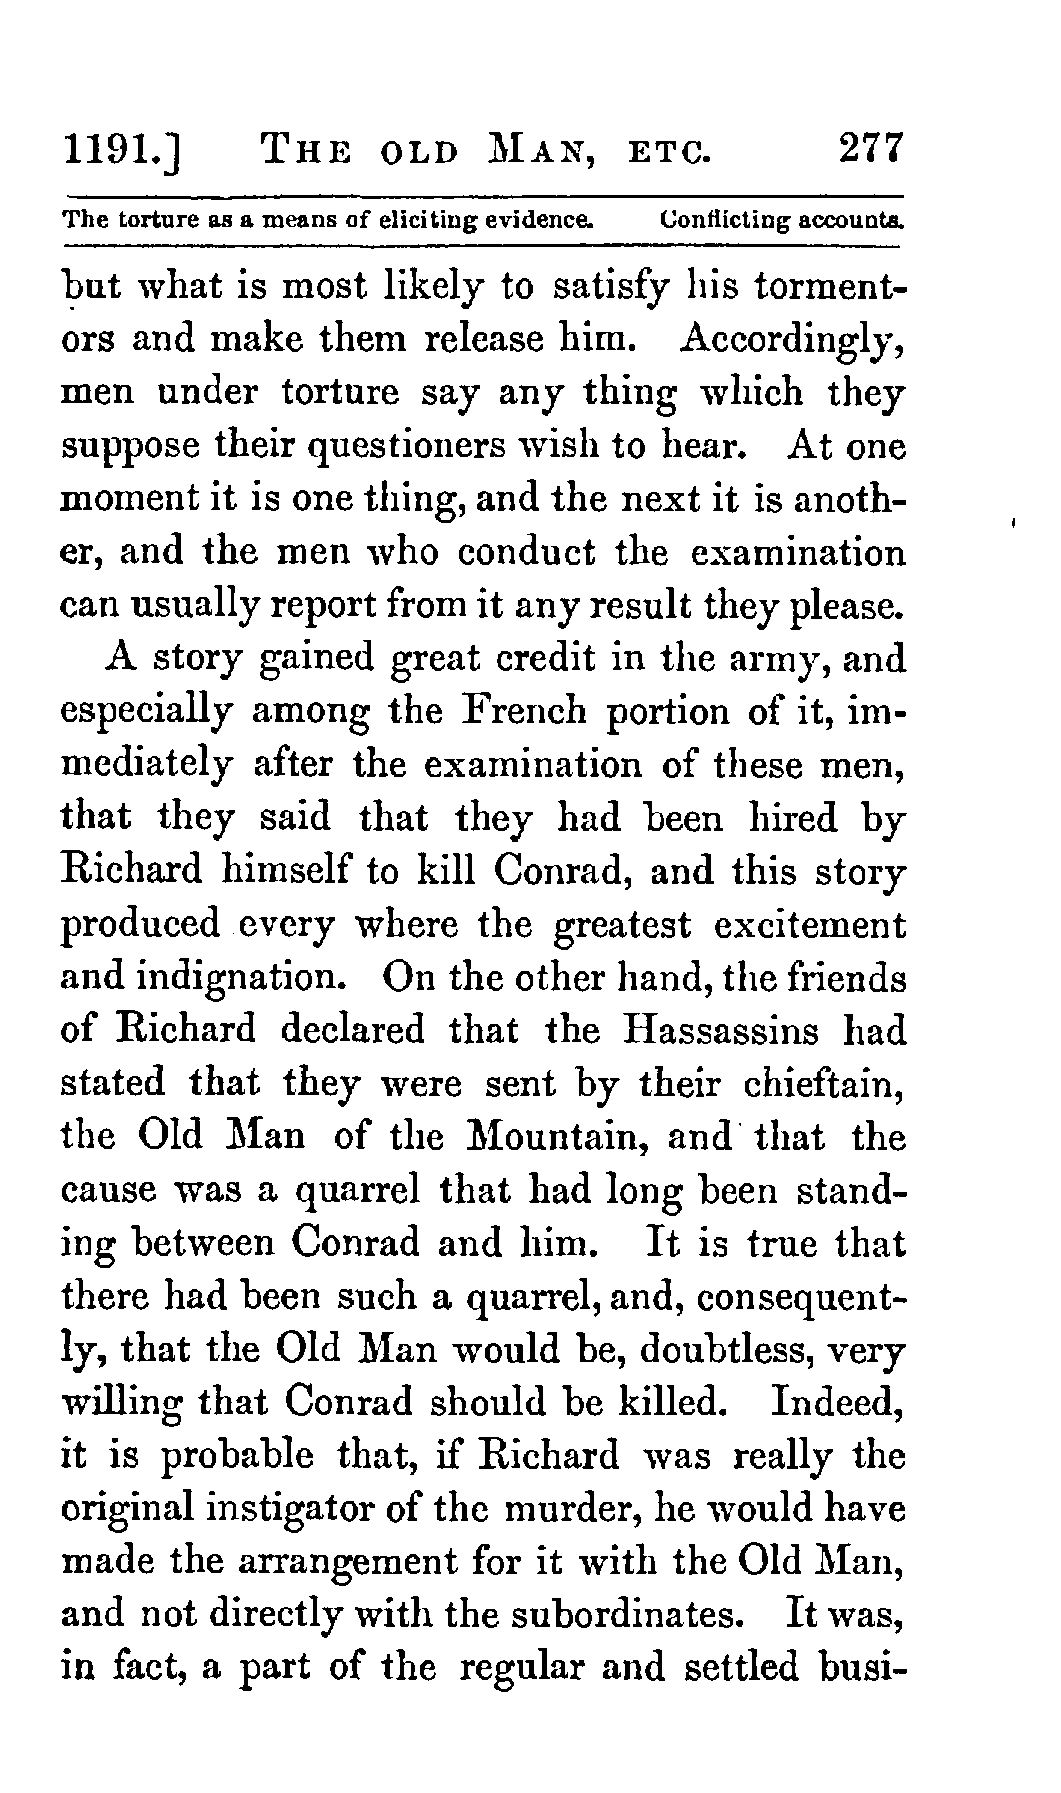 1191.] THE OLD MAN, ETC. 277
The torture as a means of eliciting evidence. Conflicting accounts.
but what is most likely to satisfy his torment-
ors and make them release him. Accordingly,
men under torture say any thing which they
suppose their questioners wish to hear. At one
moment it is one thing, and the next it is anoth-
er, and the men who conduct the examination
can usually report from it any result they please.
A story gained great credit in the army, and
especially among the French portion of it, im-
mediately after the examination of these men,
that they said that they had been hired by
Richard himself to kill Conrad, and this story
produced every where the greatest excitement
and indignation. On the other hand, the friends
of Richard declared that the Hassassins had
stated that they were sent by their chieftain,
the Old Man of the Mountain, and that the
cause was a quarrel that had long been stand-
ing between Conrad and him. It is true that
there had been such a quarrel, and, consequent-
ly, that the Old Man would be, doubtless, very
willing that Conrad should be killed. Indeed,
it is probable that, if Richard was really the
original instigator of the murder, he would have
made the arrangement for it with the Old Man,
and not directly with the subordinates. It was,
in fact, a part of the regular and settled busi-